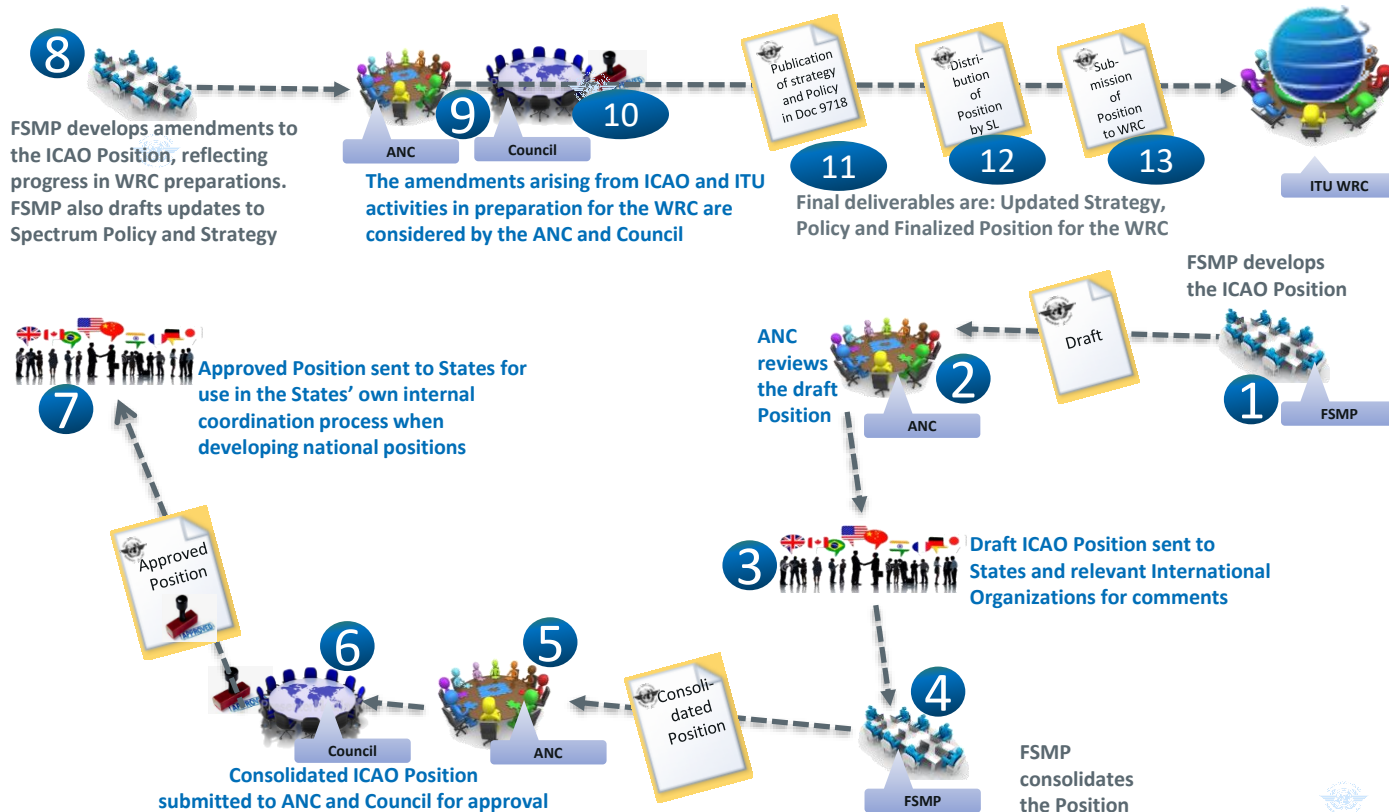 8
FSMP develops amendments to
the ICAO Position, reflecting
progress in WRC preparations.
FSMP also drafts updates to
Spectrum Policy and Strategy
ANC
9
Council
10
The amendments arising from ICAO and ITU
activities in preparation for the WRC are
considered by the ANC and Council
Publication
of strategy
and Policy
in Doc 9718
11
Distri-
bution
of
Position
by SL
12
Sub-
mission
of
Position
to WRC
13
Final deliverables are: Updated Strategy,
Policy and Finalized Position for the WRC
ITU WRC
FSMP develops
the ICAO Position
1
FSMP
Draft
ANC
reviews
the draft
Position
2
ANC
3
Draft ICAO Position sent to
States and relevant International
Organizations for comments
4
FSMP
FSMP
consolidates
the Position
Consoli-
dated
Position
5
ANC
6
Council
Consolidated ICAO Position
submitted to ANC and Council for approval
Approved
Position
APPROVED
7
Approved Position sent to States for
use in the States’ own internal
coordination process when
developing national positions